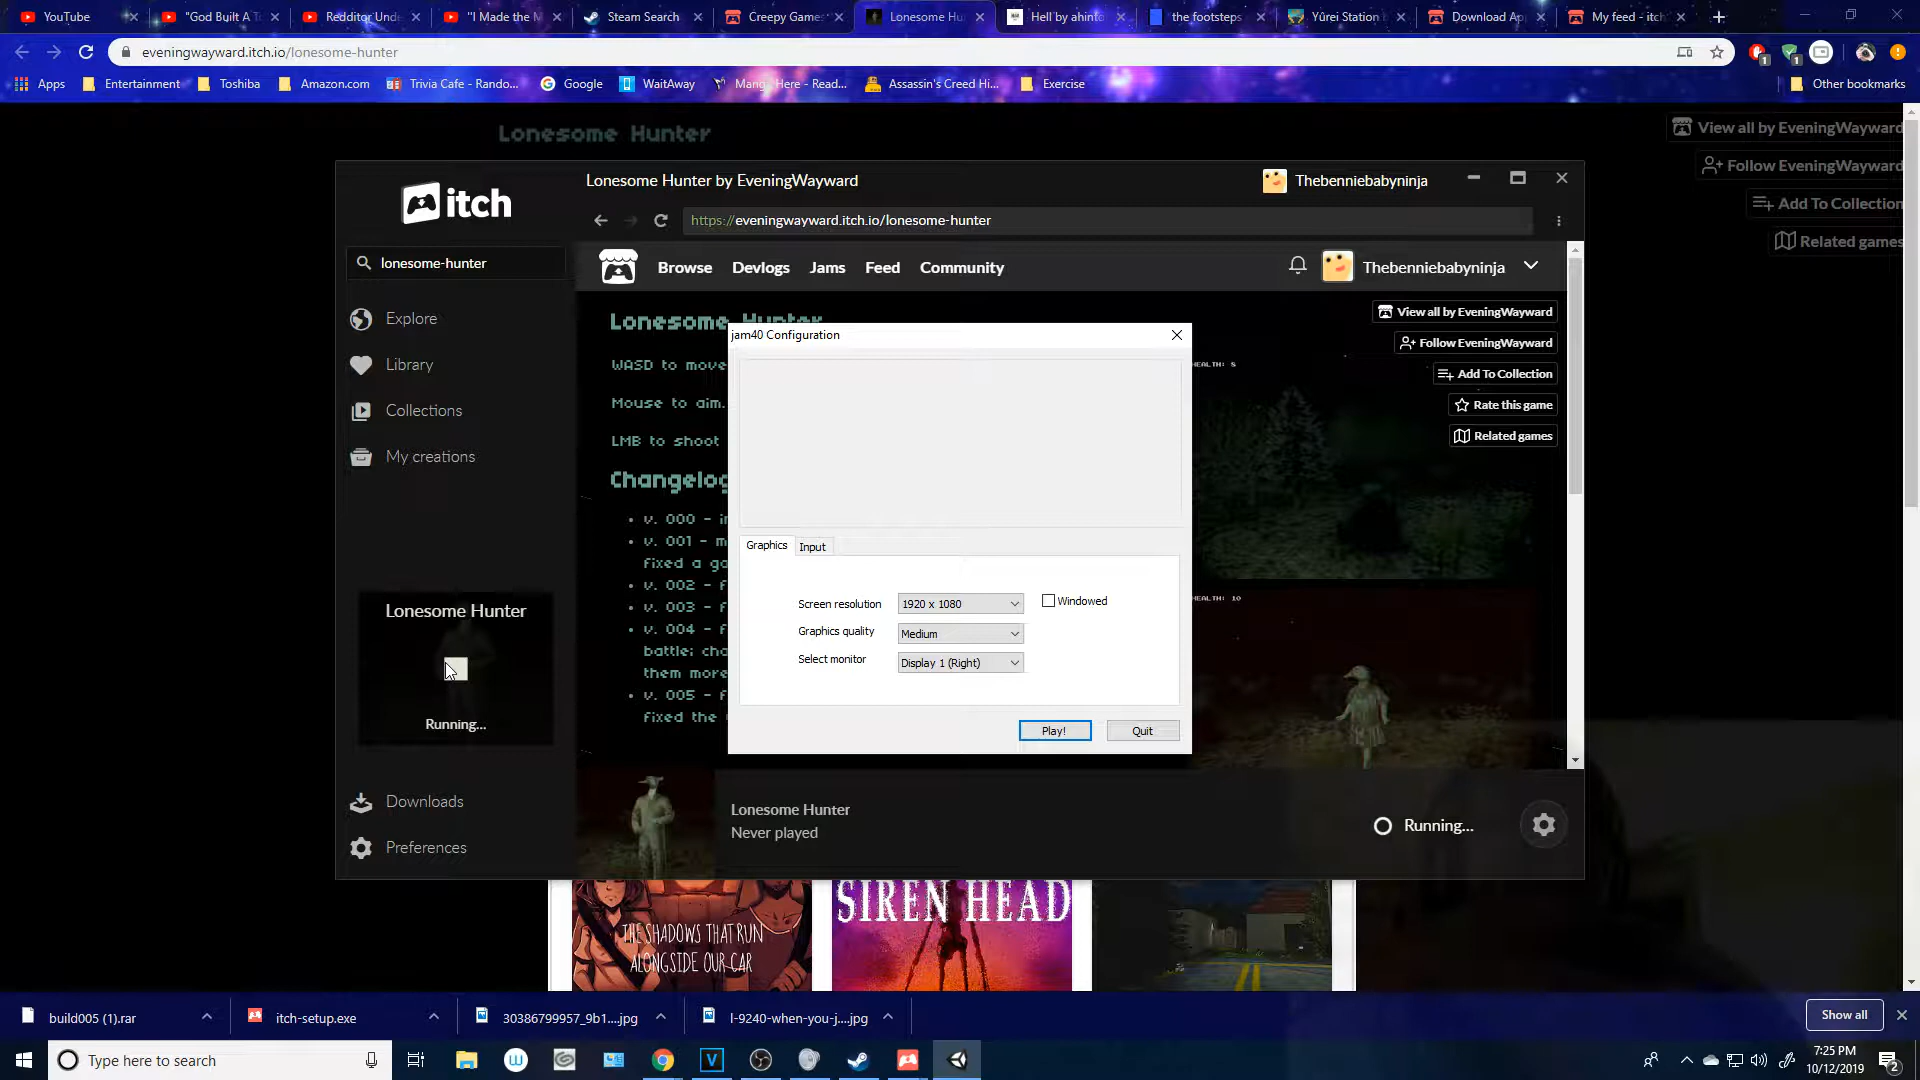 YouTube
"God Built A T
Redditor Und
"I Made the M
Steam Search
Creepy Games
Lonesome Hu
Hell by ahinfo
the footsteps
Yūrei Station b
Download Ap
My feed - itch
eveningwayward.itch.io/lonesome-hunter
Apps
Entertainment
Toshiba
Amazon.com
Trivia Cafe - Rando...
Google
WaitAway
Manga Here - Read...
Assassin's Creed Hi...
Exercise
Other bookmarks
Lonesome Hunter
View all by EveningWayward
Follow EveningWayward
Add To Collection
Related games
itch
Lonesome Hunter by EveningWayward
Thebenniebabyninja
https://eveningwayward.itch.io/lonesome-hunter
lonesome-hunter
Browse
Devlogs
Jams
Feed
Community
Thebenniebabyninja
Explore
Library
Collections
My creations
Lonesome Hunter
WASD to move
Mouse to aim.
LMB to shoot
Changelog
v. 000 - i
v. 001 - m
fixed a ga
v. 002 - f
v. 003 - f
v. 004 - f
battle: cha
them more
v. 005 - f
fixed the
View all by EveningWayward
Follow EveningWayward
Add To Collection
Rate this game
Related games
HEALTH: 5
HEALTH: 10
jam40 Configuration
Graphics
Input
Screen resolution
1920 x 1080
Windowed
Graphics quality
Medium
Select monitor
Display 1 (Right)
Play!
Quit
Lonesome Hunter
Running...
Downloads
Preferences
Lonesome Hunter
Never played
Running...
THE SHADOWS THAT RUN
ALONGSIDE OUR CAR
SIREN HEAD
build005 (1).rar
itch-setup.exe
30386799957_9b1....jpg
I-9240-when-you-j....jpg
Show all
Type here to search
7:25 PM
10/12/2019
2